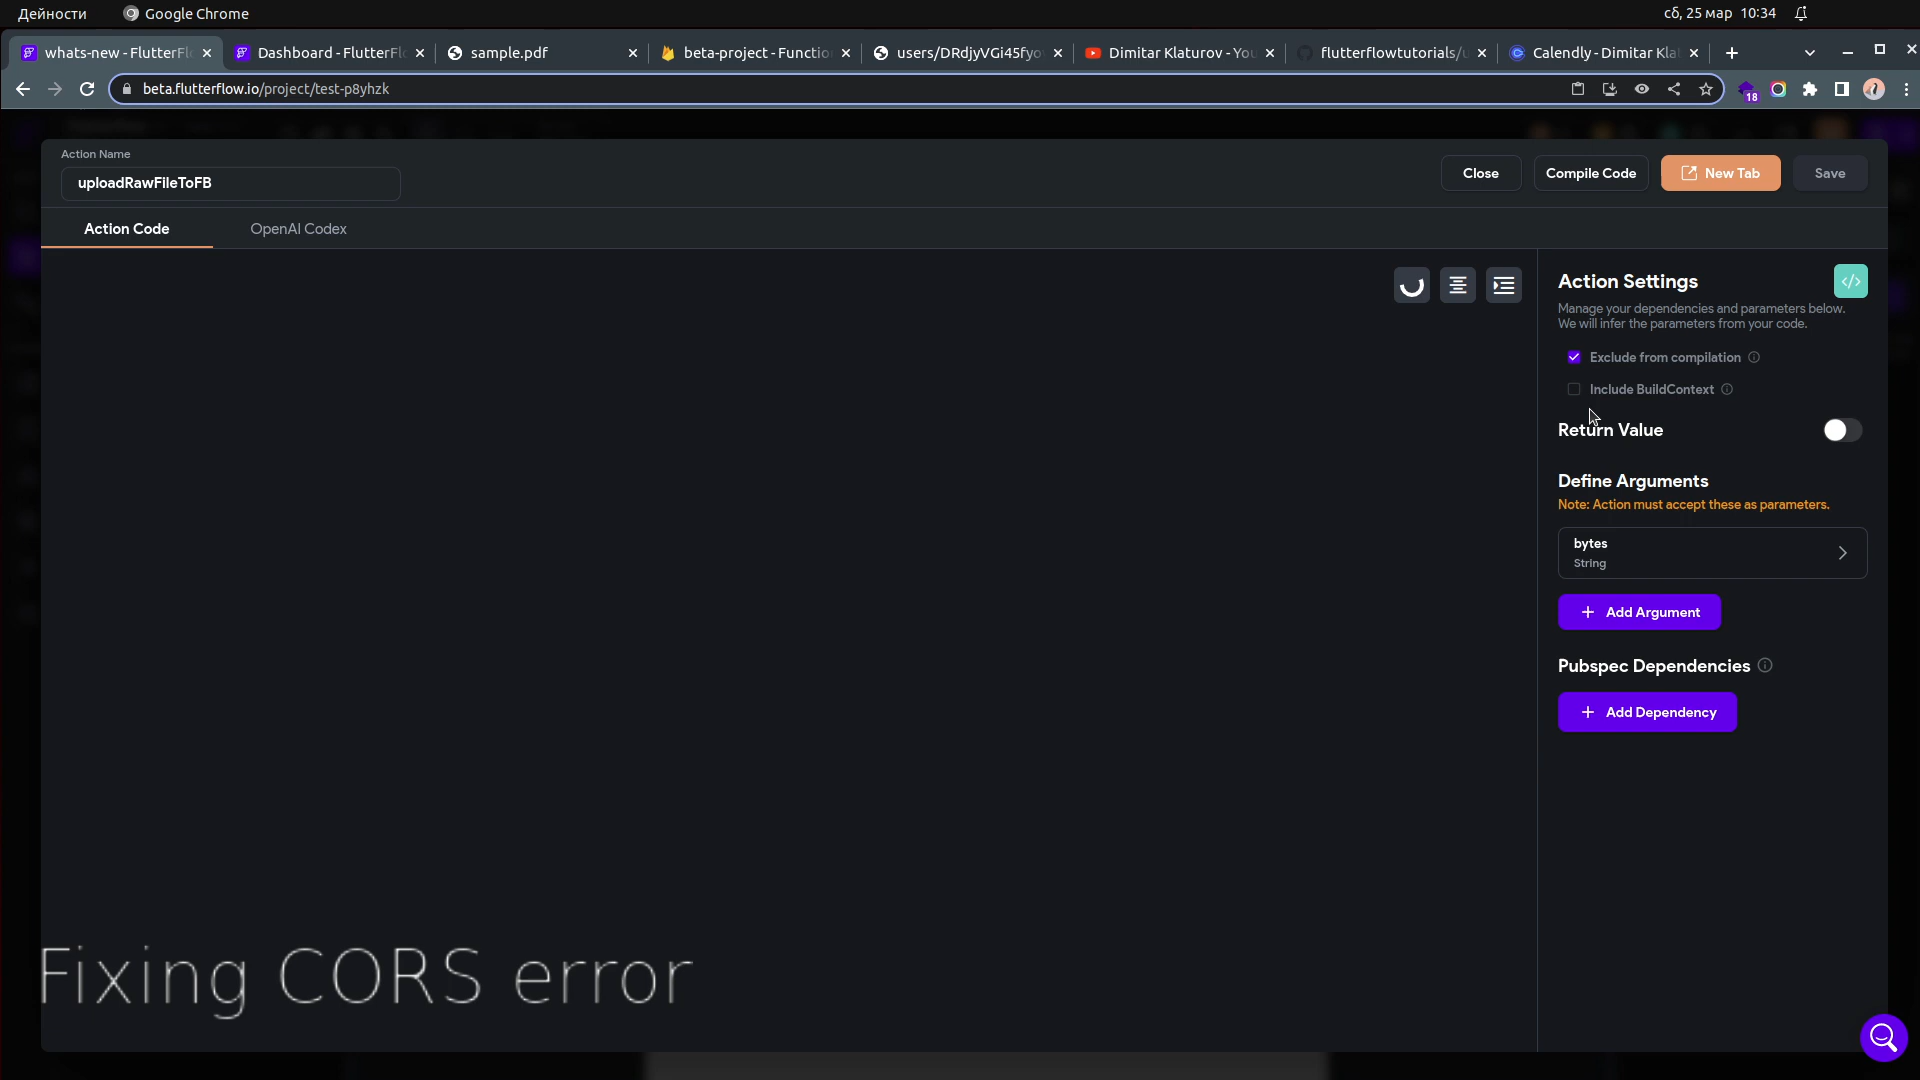 Дейности
Google Chrome
сб, 25 мар 10:34
whats-new - FlutterFl
Dashboard - FlutterFl
sample.pdf
beta-project - Functio
users/DRdjyVGi45fyo
Dimitar Klaturov - You
flutterflowtutorials/u
Calendly - Dimitar Kla
beta.flutterflow.io/project/test-p8yhzk
18
Action Name
uploadRawFileToFB
Close
Compile Code
New Tab
Save
Action Code
OpenAI Codex
Action Settings
</>
Manage your dependencies and parameters below.
We will infer the parameters from your code.
Exclude from compilation
Include BuildContext
Return Value
Define Arguments
Note: Action must accept these as parameters.
bytes
String
+ Add Argument
Pubspec Dependencies
+ Add Dependency
Fixing CORS error